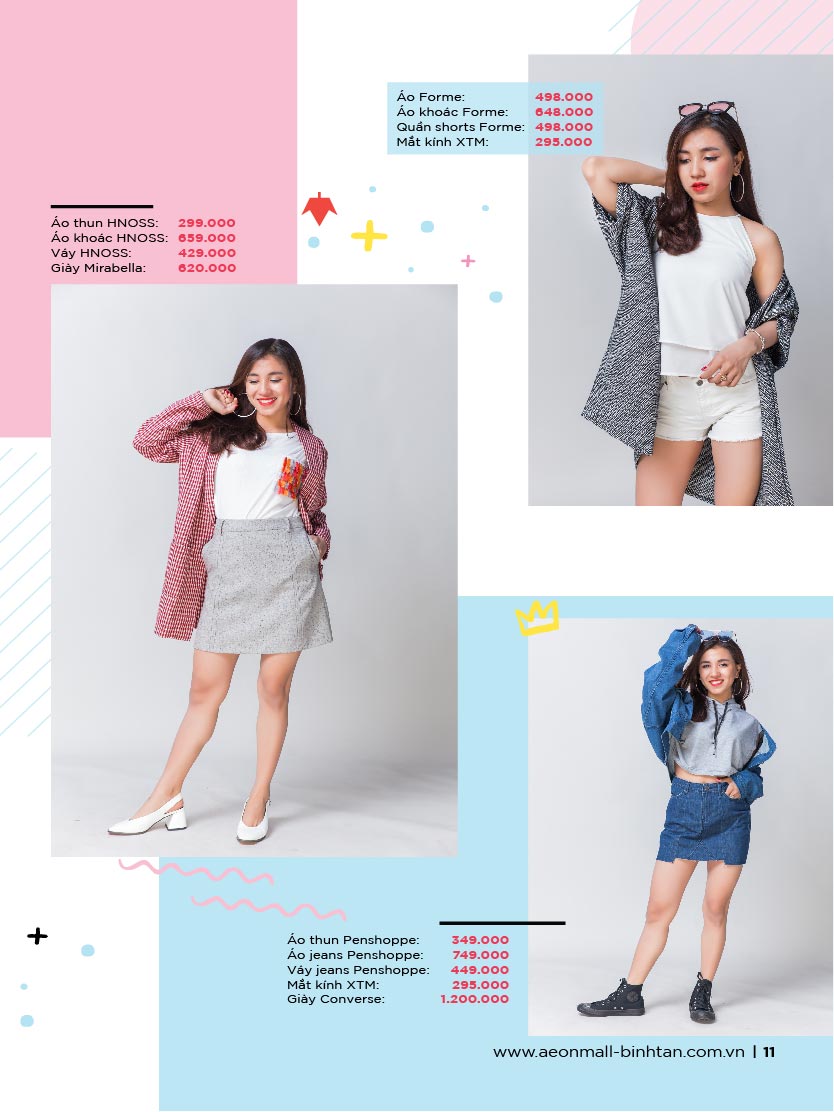 Áo Forme: 498.000
Áo khoác Forme: 648.000
Quần shorts Forme: 498.000
Mắt kính XTM: 295.000
Áo thun HNOSS: 299.000
Áo khoác HNOSS: 659.000
Váy HNOSS: 429.000
Giày Mirabella: 620.000
Áo thun Penshoppe: 349.000
Áo jeans Penshoppe: 749.000
Váy jeans Penshoppe: 449.000
Mắt kính XTM: 295.000
Giày Converse: 1.200.000
www.aeonmall-binhtan.com.vn | 11